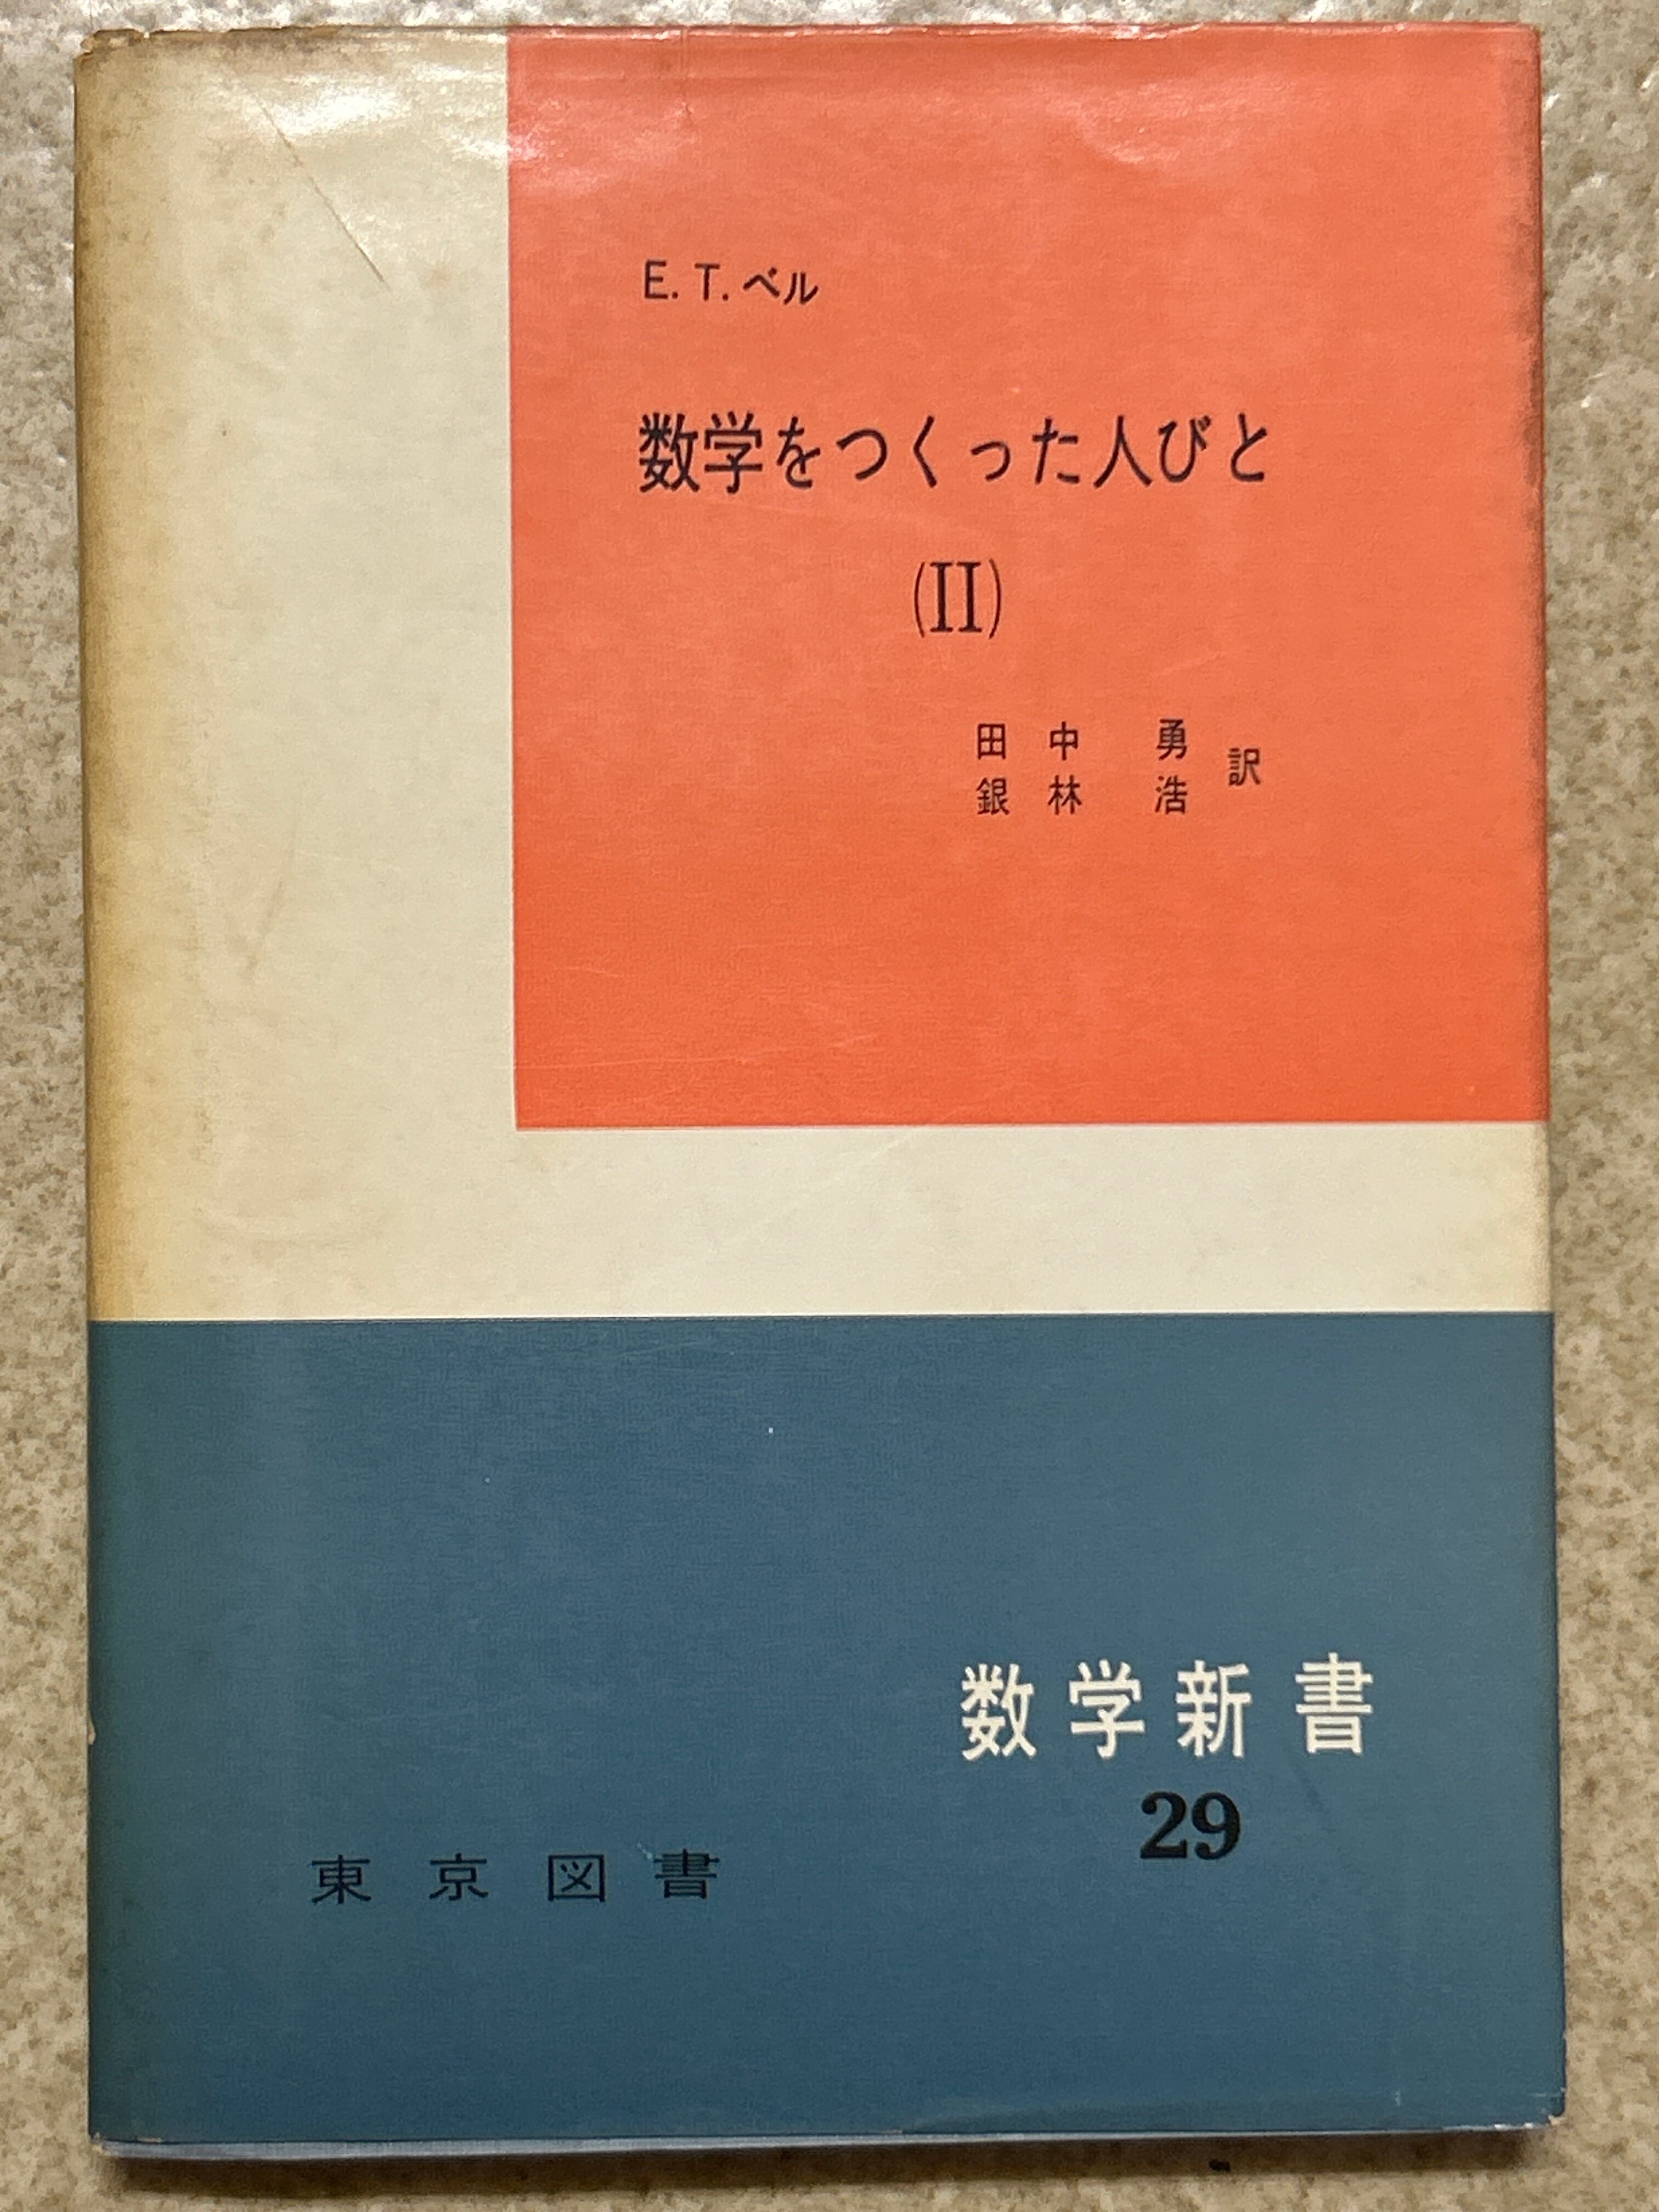 E. T. ベル
数学をつくった人びと
(II)
田中 勇
銀林 浩
訳
数学新書
29
東京図書